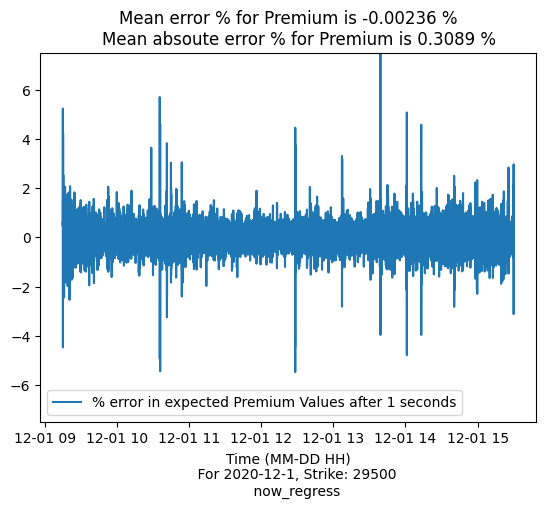 Mean error % for Premium is -0.00236 %
Mean absoute error % for Premium is 0.3089 %
6
4
2
0
−2
−4
−6
% error in expected Premium Values after 1 seconds
12-01 09 12-01 10 12-01 11 12-01 12 12-01 13 12-01 14 12-01 15
Time (MM-DD HH)
For 2020-12-1, Strike: 29500
now_regress